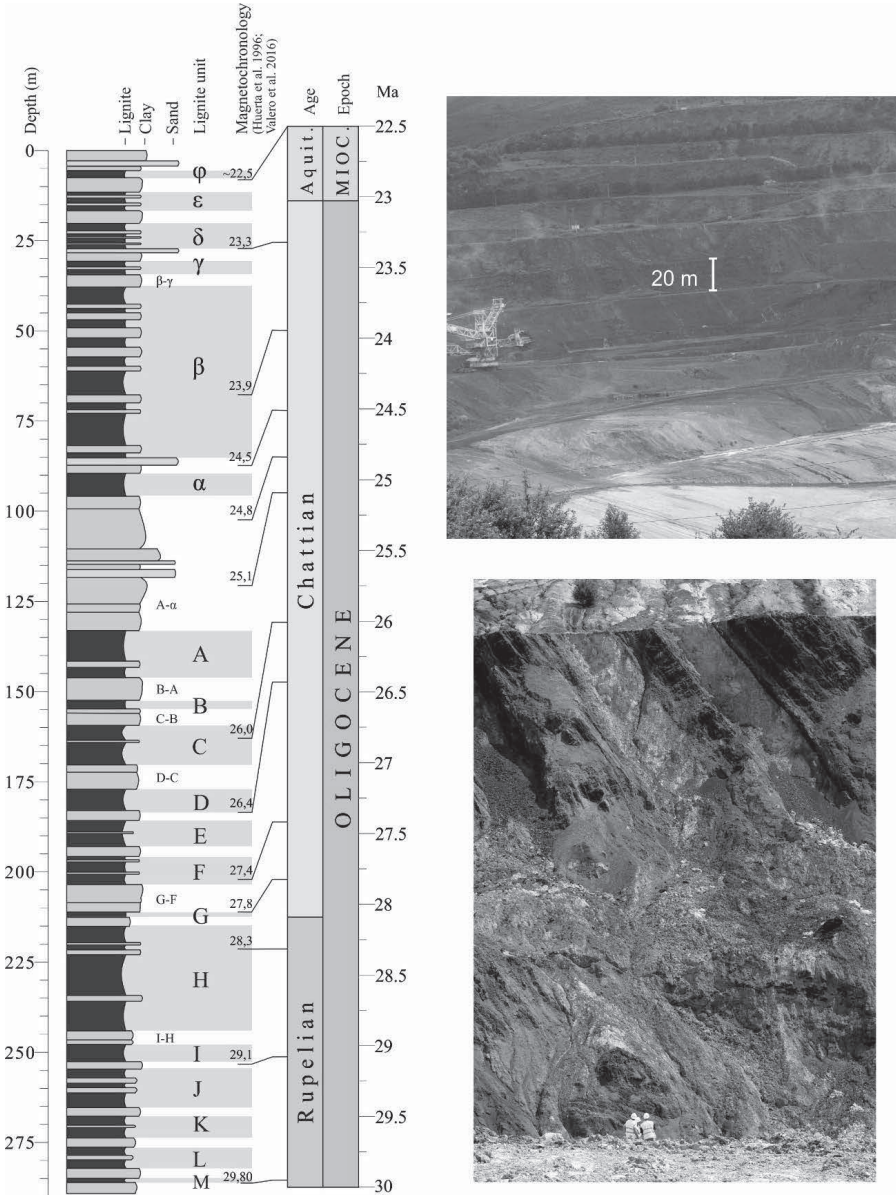 Depth (m)
Lignite
Clay
Sand
Lignite unit
Magnetochronology
(Huerta et al. 1996;
Valero et al. 2016)
Age
Epoch
Ma
0
25
50
75
100
125
150
175
200
225
250
275
φ
ε
δ
γ
β-γ
β
α
A-α
A
B-A
B
C-B
C
D-C
D
E
F
G-F
G
H
I-H
I
J
K
L
M
~22,5
23,3
23,9
24,5
24,8
25,1
26,0
26,4
27,4
27,8
28,3
29,1
29,80
Aquit.
Chattian
Rupelian
MIOC.
OLIGOCENE
22.5
23
23.5
24
24.5
25
25.5
26
26.5
27
27.5
28
28.5
29
29.5
30
20 m